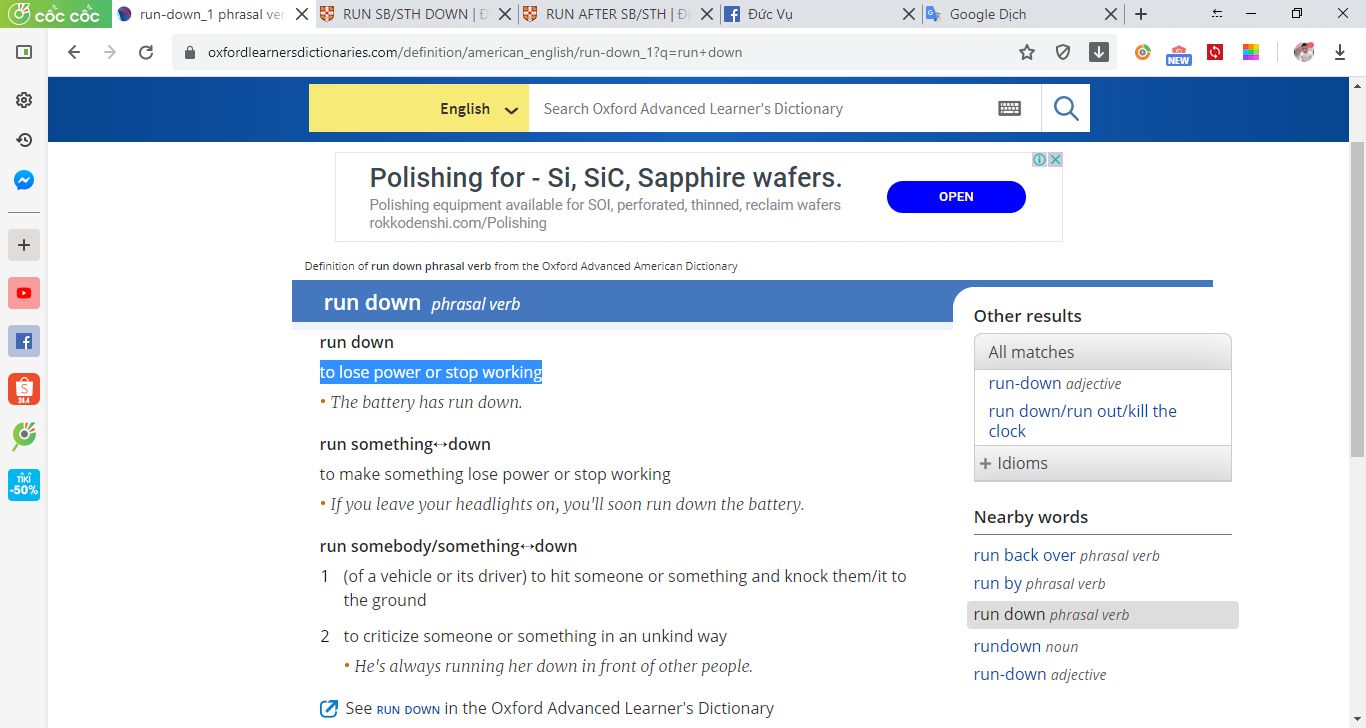 cốc cốc
run-down_1 phrasal ver
RUN SB/STH DOWN | Đ
RUN AFTER SB/STH | Đị
Đức Vụ
Google Dịch
oxfordlearnersdictionaries.com/definition/american_english/run-down_1?q=run+down
NEW
English
Search Oxford Advanced Learner's Dictionary
Polishing for - Si, SiC, Sapphire wafers.
Polishing equipment available for SOI, perforated, thinned, reclaim wafers
rokkodenshi.com/Polishing
OPEN
Definition of run down phrasal verb from the Oxford Advanced American Dictionary
run down phrasal verb
run down
to lose power or stop working
• The battery has run down.
run something↔down
to make something lose power or stop working
• If you leave your headlights on, you'll soon run down the battery.
run somebody/something↔down
1 (of a vehicle or its driver) to hit someone or something and knock them/it to
the ground
2 to criticize someone or something in an unkind way
• He's always running her down in front of other people.
See RUN DOWN in the Oxford Advanced Learner's Dictionary
Other results
All matches
run-down adjective
run down/run out/kill the
clock
+ Idioms
Nearby words
run back over phrasal verb
run by phrasal verb
run down phrasal verb
rundown noun
run-down adjective
S
24.4
TIKI
-50%